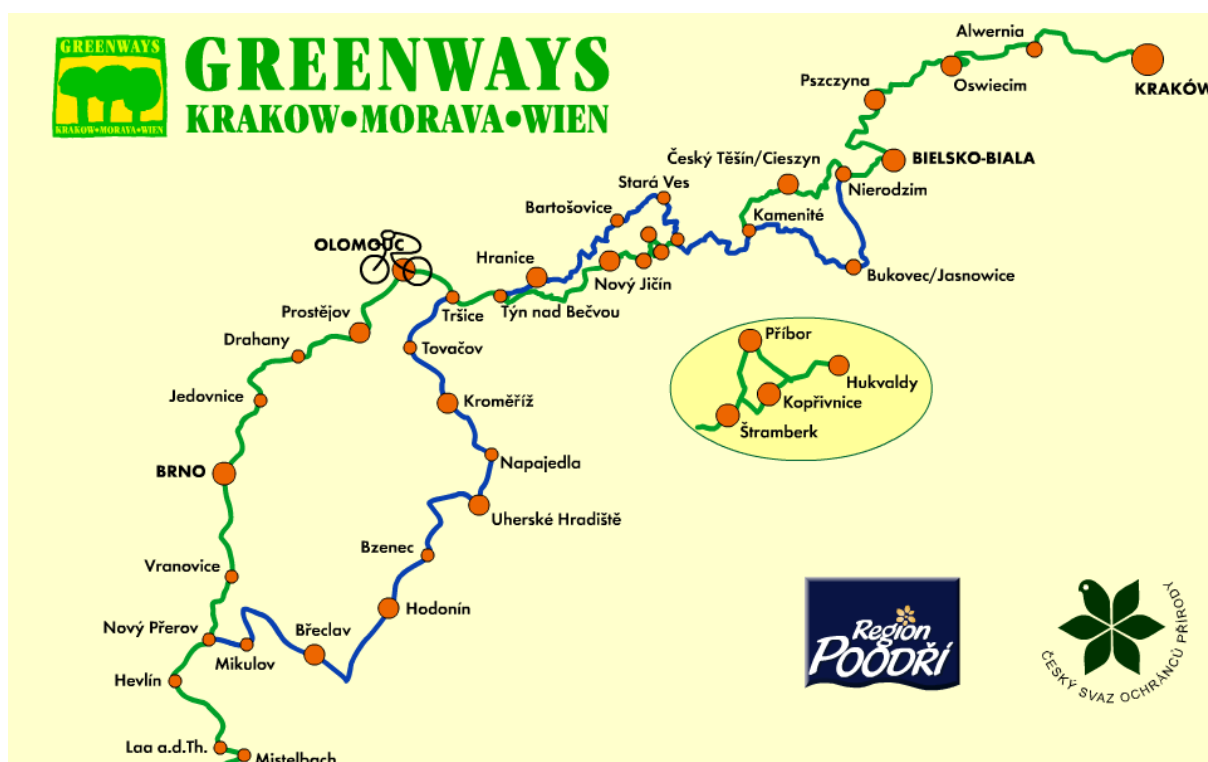 GREENWAYS
KRAKOW•MORAVA•WIEN
GREENWAYS
KRAKOW•MORAVA•WIEN
Alwernia
Pszczyna
Oswiecim
KRAKÓW
Český Těšín/Cieszyn
BIELSKO-BIALA
Stará Ves
Nierodzim
Bartošovice
Kamenité
OLOMOUC
Hranice
Nový Jičín
Bukovec/Jasnowice
Prostějov
Tršice
Týn nad Bečvou
Drahany
Tovačov
Příbor
Hukvaldy
Jedovnice
Kroměříž
Kopřivnice
Štramberk
BRNO
Napajedla
Uherské Hradiště
Bzenec
Vranovice
Hodonín
Nový Přerov
Břeclav
Mikulov
Hevlín
Laa a.d.Th.
Mistelbach
Region
POODŘÍ
ČESKÝ SVAZ OCHRÁNCŮ PŘÍRODY